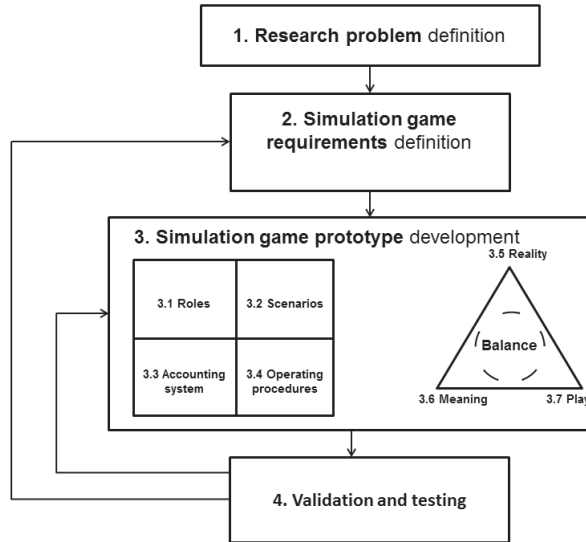 1. Research problem definition
2. Simulation game
requirements definition
3. Simulation game prototype development
3.1 Roles
3.2 Scenarios
3.3 Accounting
system
3.4 Operating
procedures
3.5 Reality
Balance
3.6 Meaning
3.7 Play
4. Validation and testing